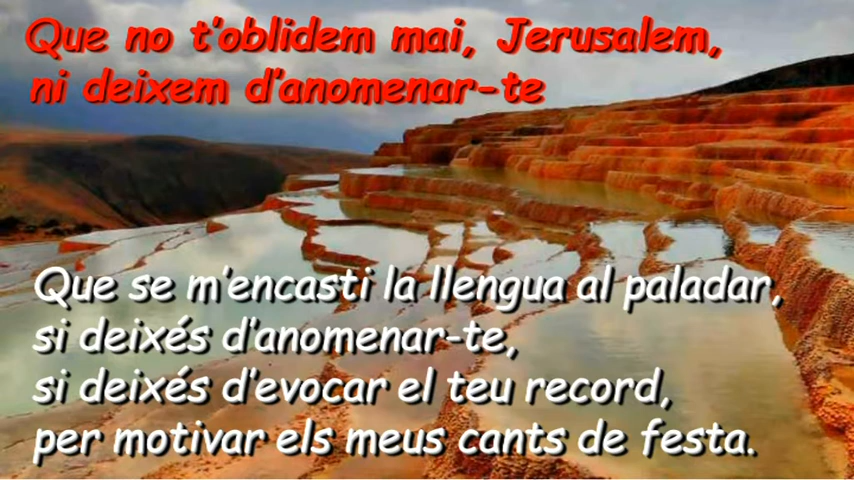 Que no t'oblidem mai, Jerusalem,
ni deixem d'anomenar-te
Que se m'encasti la llengua al paladar,
si deixés d'anomenar-te,
si deixés d'evocar el teu record,
per motivar els meus cants de festa.